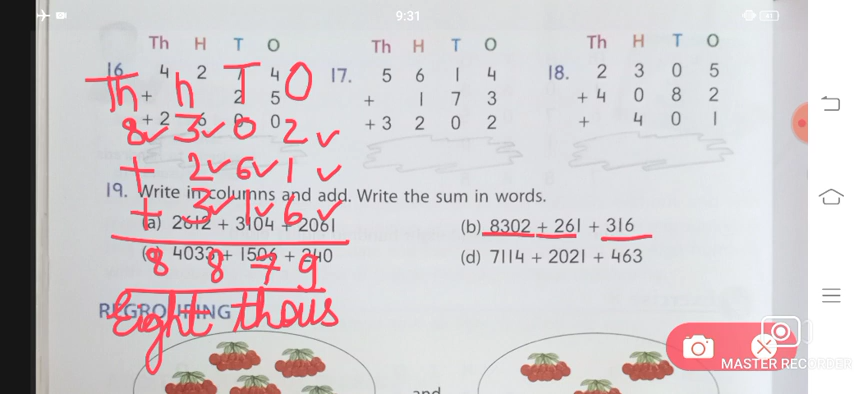 9:31
Th H T O Th H T O Th H T O
16. 4 2 7 4 17. 5 6 1 4 18. 2 3 0 5
+ 2 5 + 1 7 3 + 4 0 8 2
+ 2 6 0 0 + 3 2 0 2 + 4 0 1
Th h T O
8 3 0 2
+ 2 6 1
+ 3 1 6
8 8 7 9
Eight thous
19. Write in columns and add. Write the sum in words.
(a) 2612 + 3104 + 2061 (b) 8302 + 261 + 316
(c) 4033 + 1506 + 240 (d) 7114 + 2021 + 463
REGROUPING
and
MASTER RECORDER